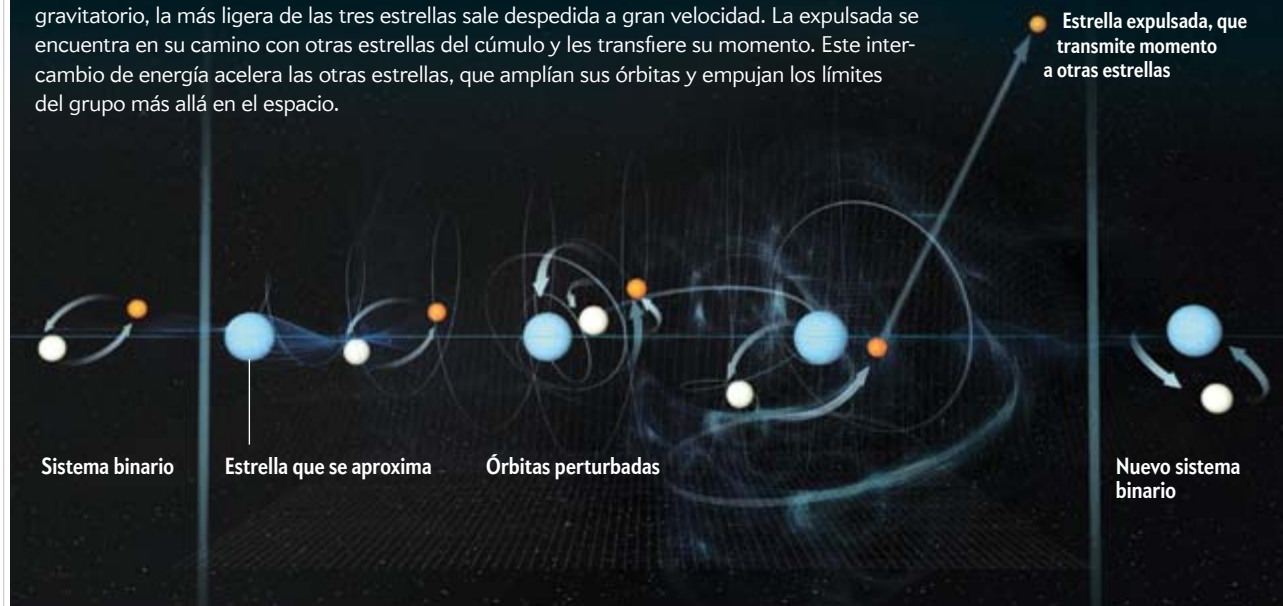 gravitatorio, la más ligera de las tres estrellas sale despedida a gran velocidad. La expulsada se
encuentra en su camino con otras estrellas del cúmulo y les transfiere su momento. Este inter-
cambio de energía acelera las otras estrellas, que amplían sus órbitas y empujan los límites
del grupo más allá en el espacio.
Estrella expulsada, que
transmite momento
a otras estrellas
Sistema binario
Estrella que se aproxima
Órbitas perturbadas
Nuevo sistema
binario